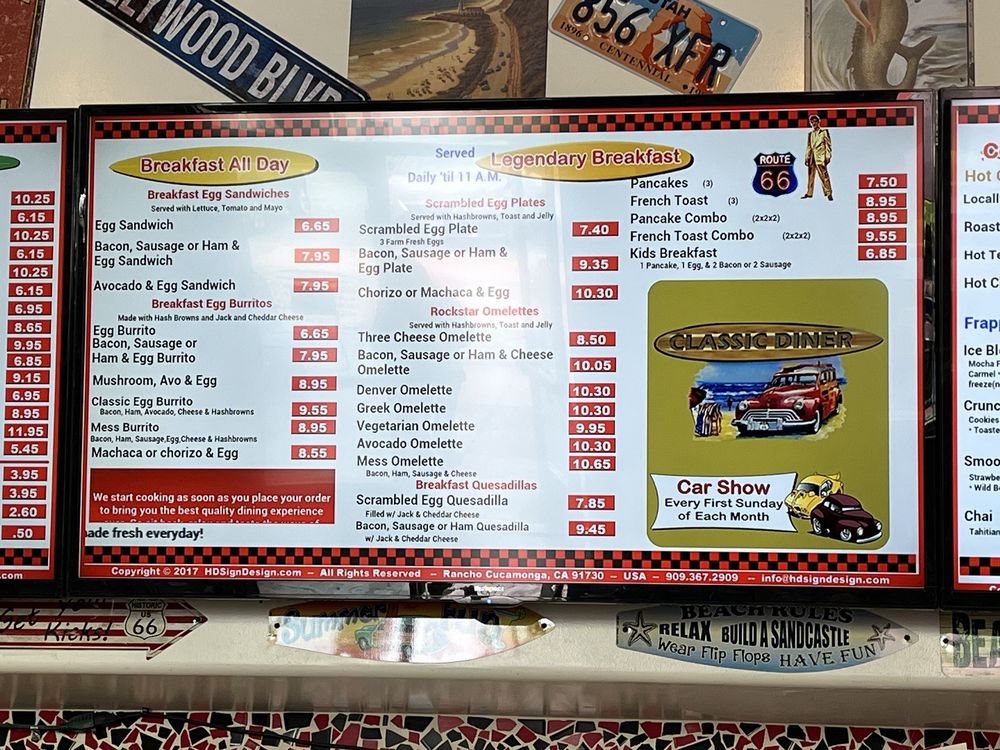 LYWOOD BLVD
UTAH
856 XFR
1896 CENTENNIAL
10.25
6.15
10.25
6.15
10.25
6.15
6.95
8.65
9.95
6.85
9.15
6.95
8.95
11.95
5.45
3.95
3.95
2.60
.50
.com
Breakfast All Day
Breakfast Egg Sandwiches
Served with Lettuce, Tomato and Mayo
Egg Sandwich 6.65
Bacon, Sausage or Ham &
Egg Sandwich 7.95
Avocado & Egg Sandwich 7.95
Breakfast Egg Burritos
Made with Hash Browns and Jack and Cheddar Cheese
Egg Burrito 6.65
Bacon, Sausage or
Ham & Egg Burrito 7.95
Mushroom, Avo & Egg 8.95
Classic Egg Burrito 9.55
Bacon, Ham, Avocado, Cheese & Hashbrowns
Mess Burrito 8.95
Bacon, Ham, Sausage,Egg,Cheese & Hashbrowns
Machaca or chorizo & Egg 8.55
We start cooking as soon as you place your order
to bring you the best quality dining experience
ade fresh everyday!
Served
Daily 'til 11 A.M.
Legendary Breakfast
Scrambled Egg Plates
Served with Hashbrowns, Toast and Jelly
Scrambled Egg Plate 7.40
3 Farm Fresh Eggs
Bacon, Sausage or Ham &
Egg Plate 9.35
Chorizo or Machaca & Egg 10.30
Rockstar Omelettes
Served with Hashbrowns, Toast and Jelly
Three Cheese Omelette 8.50
Bacon, Sausage or Ham & Cheese
Omelette 10.05
Denver Omelette 10.30
Greek Omelette 10.30
Vegetarian Omelette 9.95
Avocado Omelette 10.30
Mess Omelette 10.65
Bacon, Ham, Sausage & Cheese
Breakfast Quesadillas
Scrambled Egg Quesadilla 7.85
Filled w/ Jack & Cheddar Cheese
Bacon, Sausage or Ham Quesadilla 9.45
w/ Jack & Cheddar Cheese
Pancakes (3) 7.50
French Toast (3) 8.95
Pancake Combo (2x2x2) 8.95
French Toast Combo (2x2x2) 9.55
Kids Breakfast 6.85
1 Pancake, 1 Egg, & 2 Bacon or 2 Sausage
ROUTE
66
CLASSIC DINER
Car Show
Every First Sunday
of Each Month
Copyright © 2017 HDSignDesign.com – All Rights Reserved – Rancho Cucamonga, CA 91730 – USA – 909.367.2909 – info@hdsigndesign.com
Hot C
Locall
Roast
Hot Te
Hot C
Frapp
Ice Ble
Mocha F
Carmel •
freeze(n
Crunc
Cookies
• Toaste
Smoo
Strawbe
• Wild Be
Chai
Tahitian
Kicks!
HISTORIC
US
66
Summer
BEACH RULES
RELAX BUILD A SANDCASTLE
Wear Flip Flops HAVE FUN
BEA